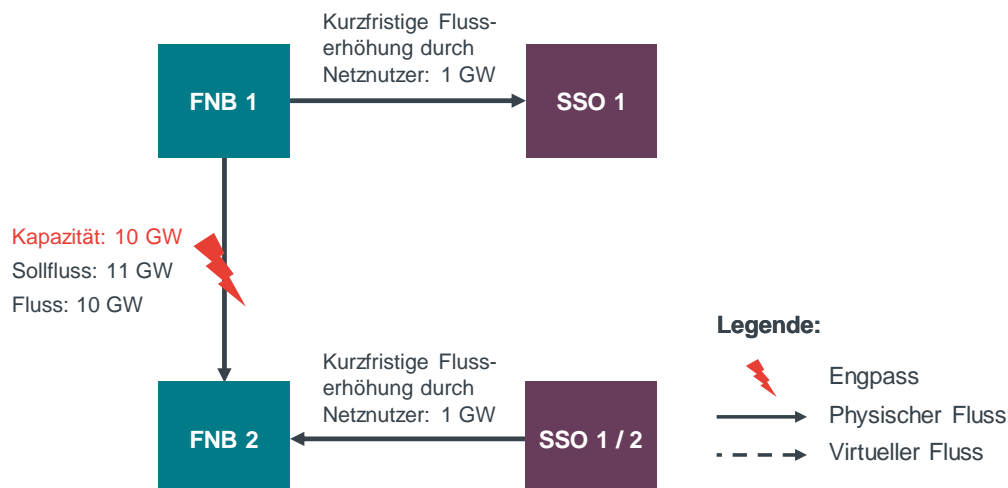 Kurzfristige Fluss-
erhöhung durch
Netznutzer: 1 GW
FNB 1
SSO 1
Kapazität: 10 GW
Sollfluss: 11 GW
Fluss: 10 GW
Kurzfristige Fluss-
erhöhung durch
Netznutzer: 1 GW
FNB 2
SSO 1 / 2
Legende:
Engpass
Physischer Fluss
Virtueller Fluss